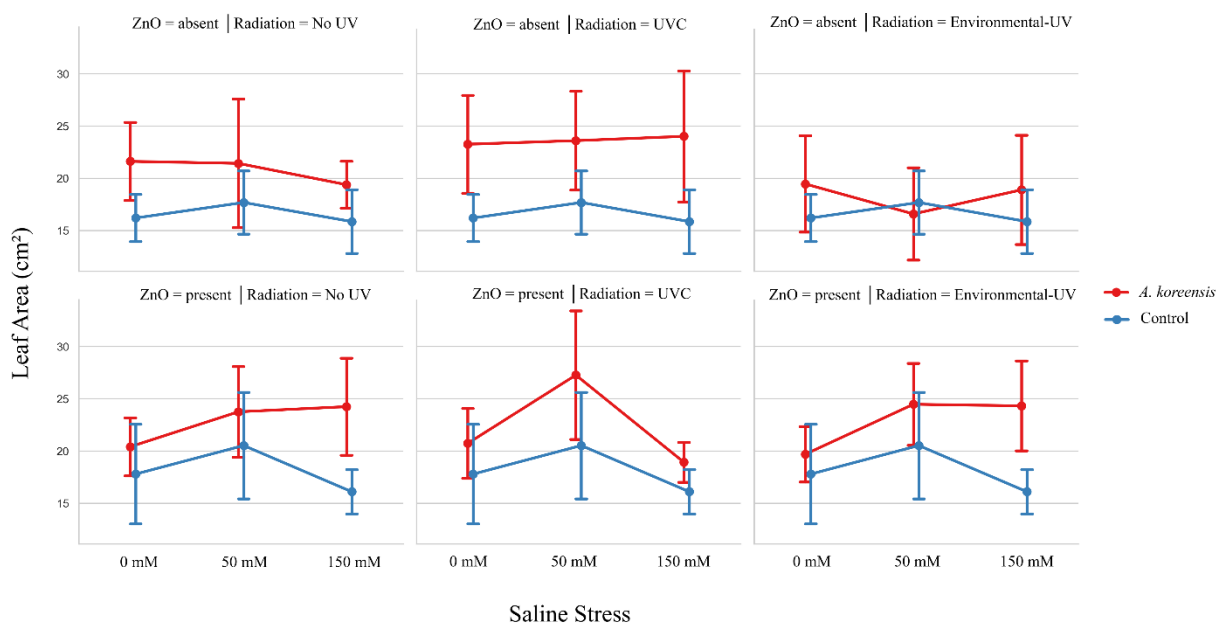 ZnO = absent | Radiation = No UV
ZnO = absent | Radiation = UVC
ZnO = absent | Radiation = Environmental-UV
30
25
20
15
ZnO = present | Radiation = No UV
ZnO = present | Radiation = UVC
ZnO = present | Radiation = Environmental-UV
30
25
20
15
Leaf Area (cm²)
A. koreensis
Control
0 mM 50 mM 150 mM
0 mM 50 mM 150 mM
0 mM 50 mM 150 mM
Saline Stress